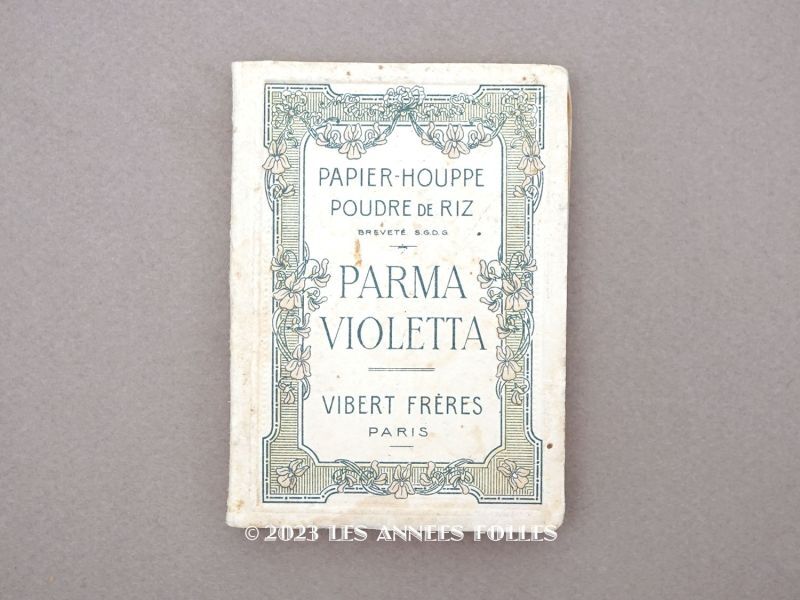 PAPIER-HOUPPE
POUDRE DE RIZ
BREVETÉ S.G.D.G.
PARMA
VIOLETTA
VIBERT FRÈRES
PARIS
© 2023 LES ANNEES FOLLES